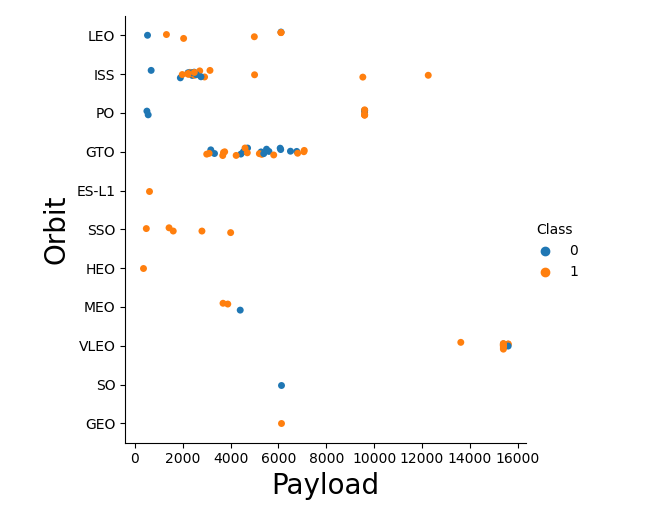 LEO
ISS
PO
GTO
ES-L1
SSO
HEO
MEO
VLEO
SO
GEO
Orbit
0 2000 4000 6000 8000 10000 12000 14000 16000
Payload
Class
0
1